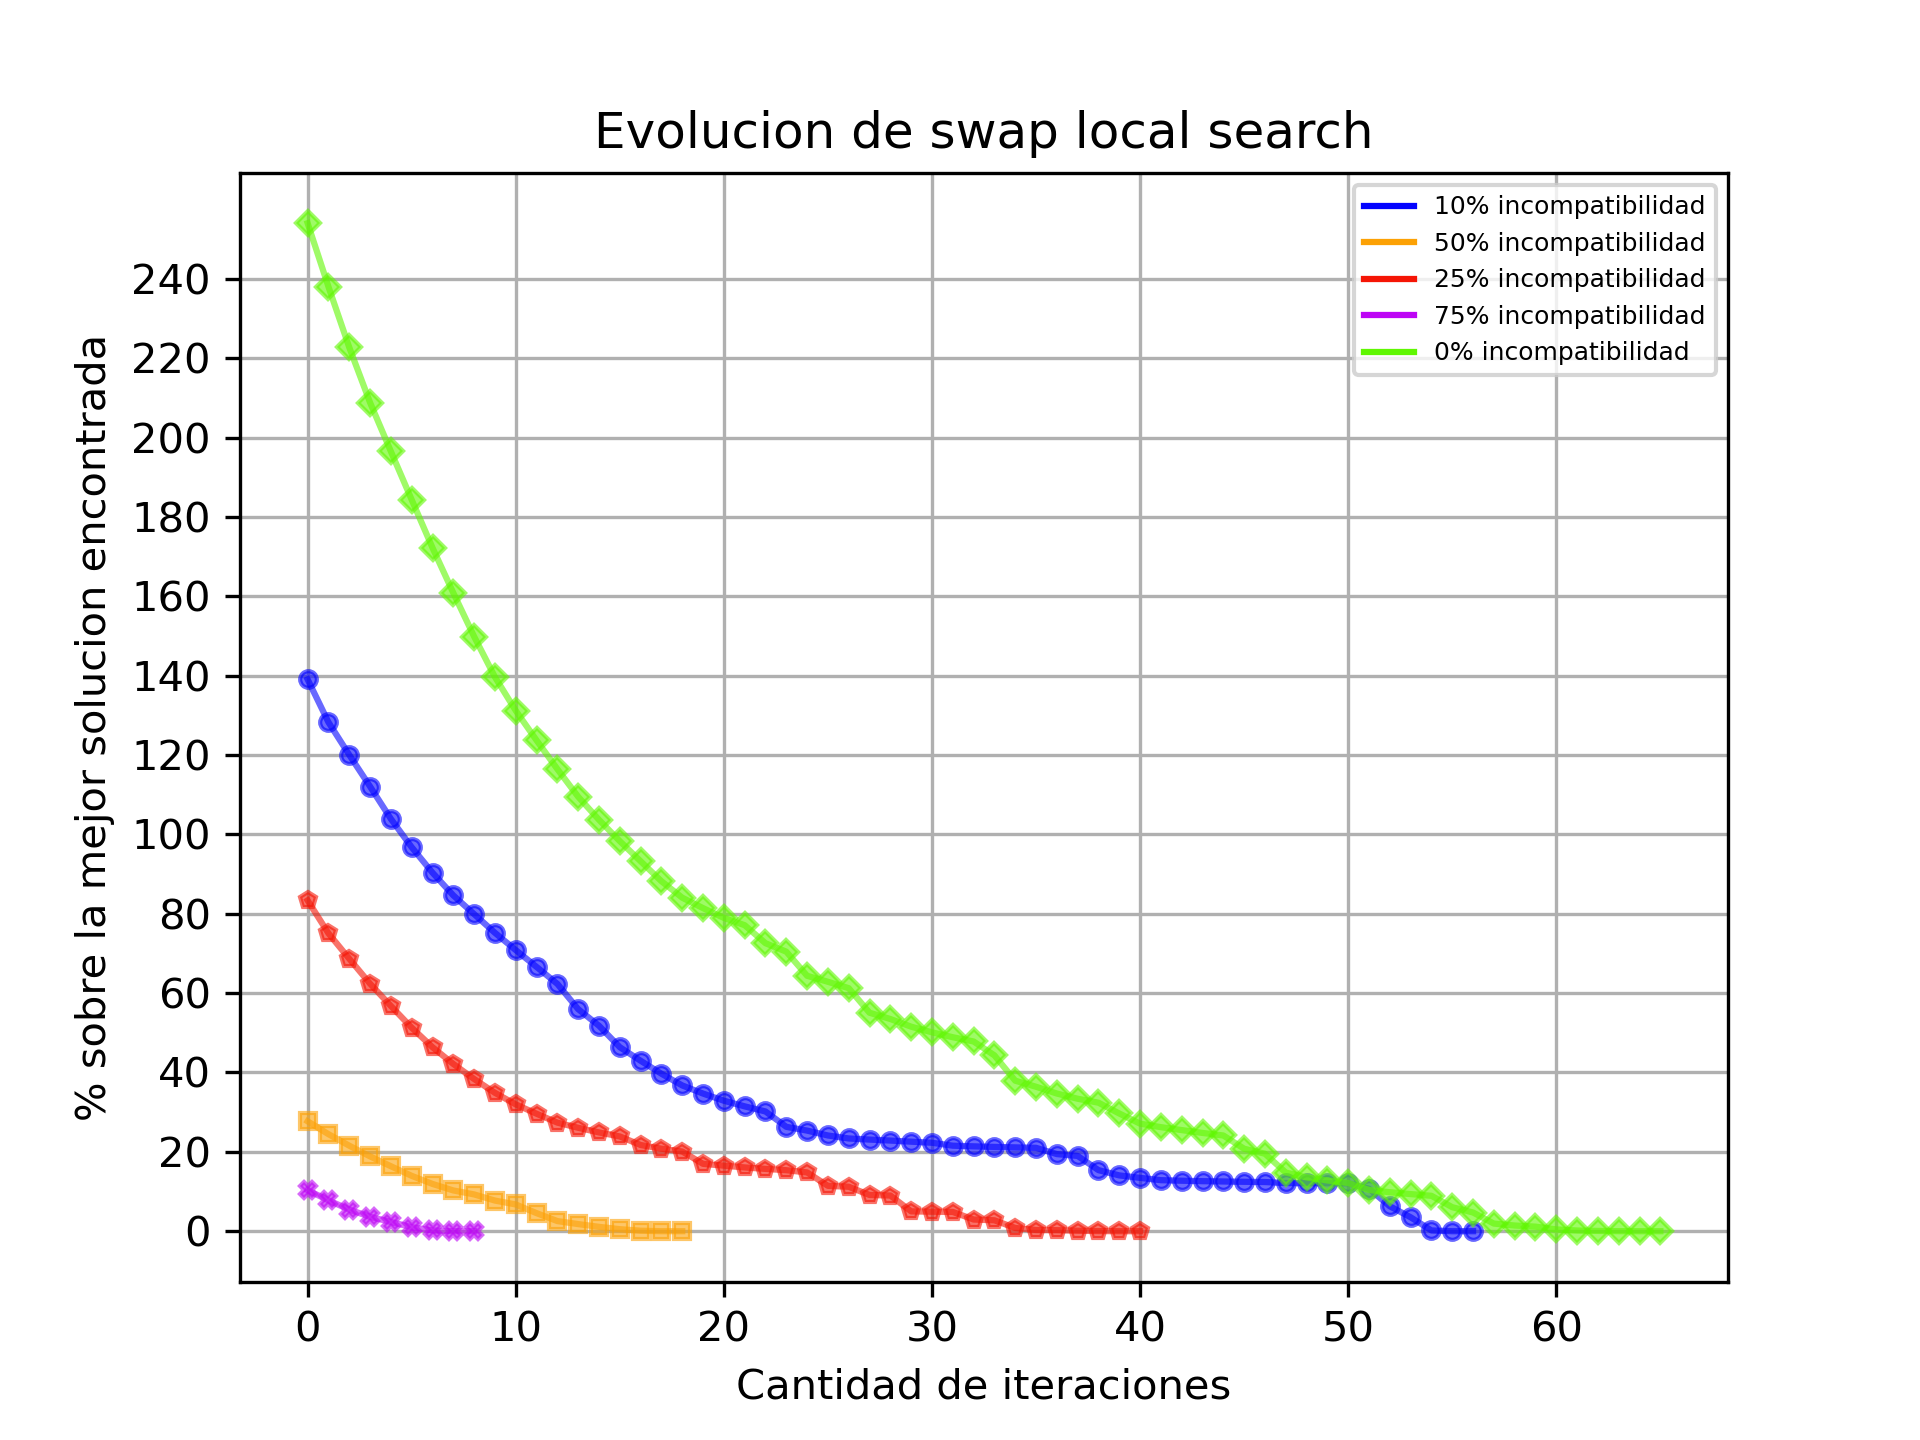 Evolucion de swap local search
10% incompatibilidad
50% incompatibilidad
25% incompatibilidad
75% incompatibilidad
0% incompatibilidad
% sobre la mejor solucion encontrada
240
220
200
180
160
140
120
100
80
60
40
20
0
0 10 20 30 40 50 60
Cantidad de iteraciones